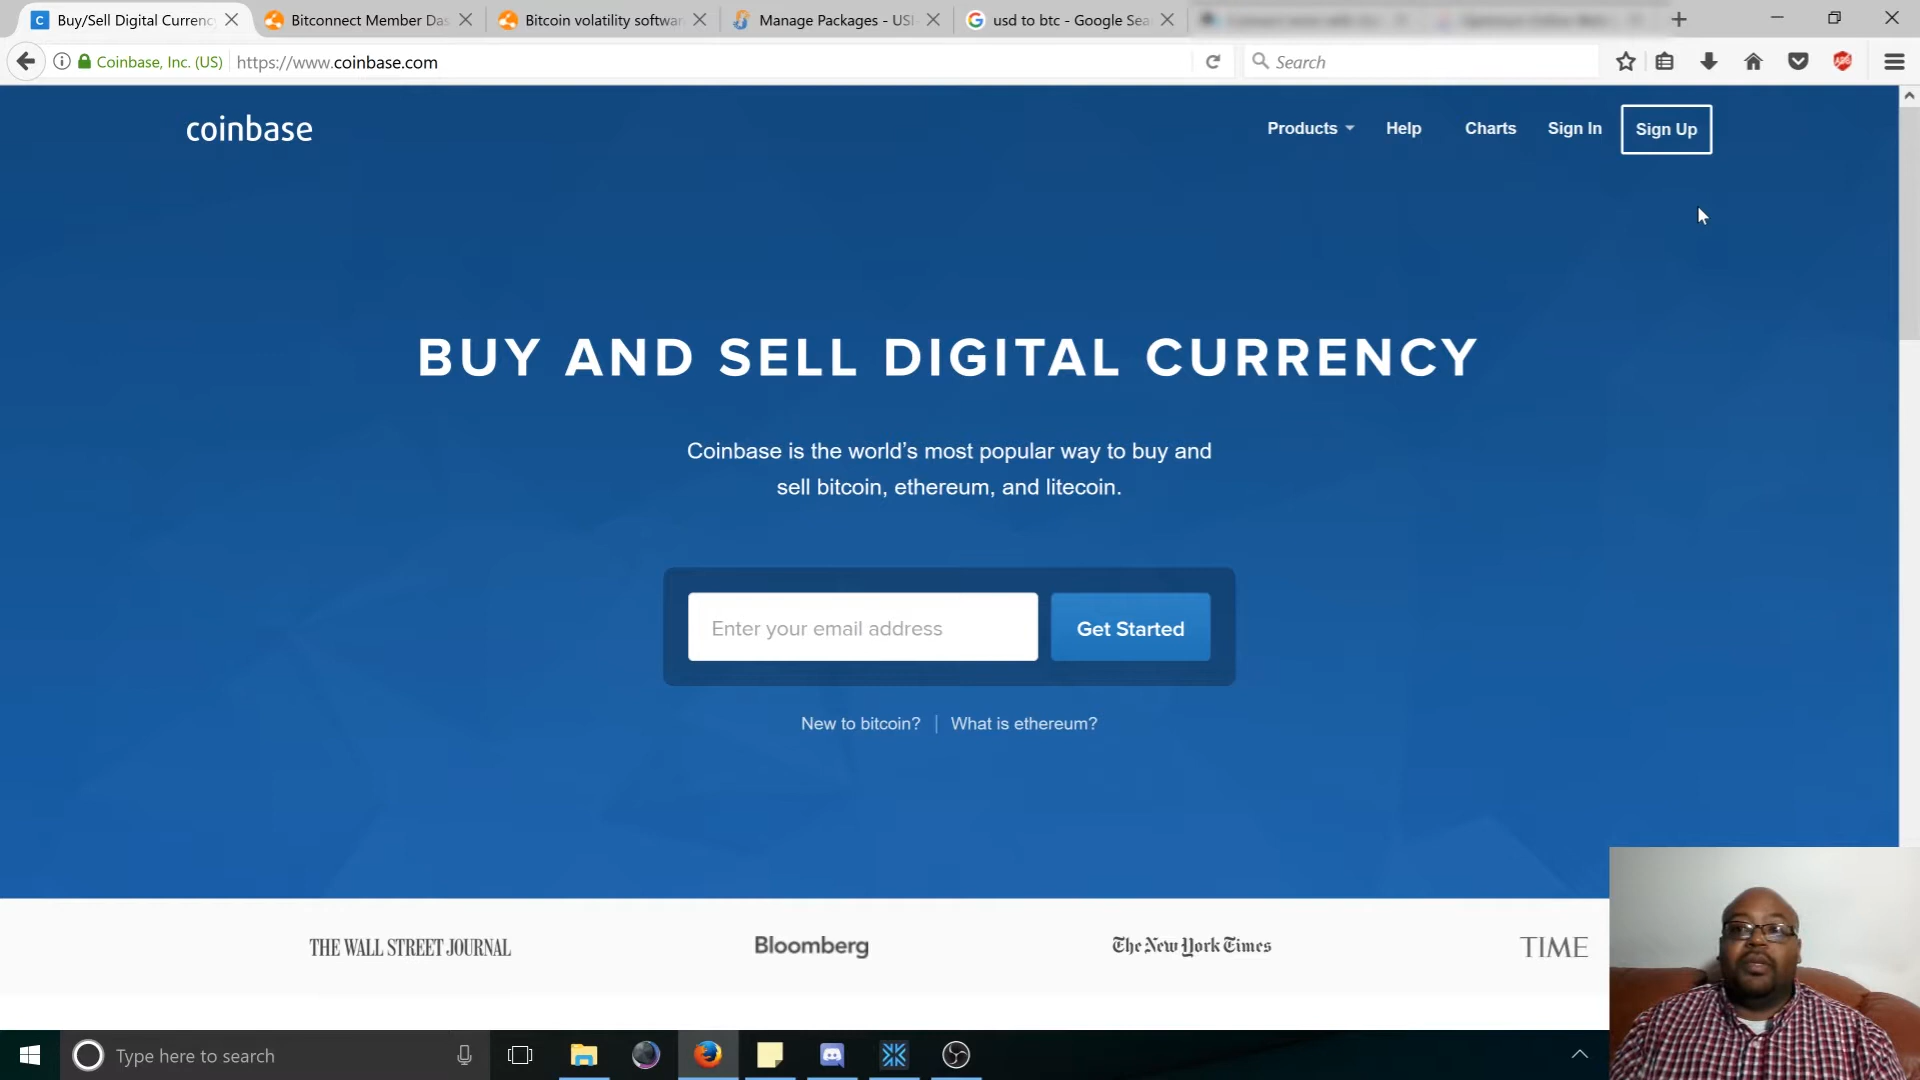 Buy/Sell Digital Currenc
Bitconnect Member Das
Bitcoin volatility softwar
Manage Packages - USI-
usd to btc - Google Sea
Coinbase, Inc. (US)
https://www.coinbase.com
Search
coinbase
Products
Help
Charts
Sign In
Sign Up
BUY AND SELL DIGITAL CURRENCY
Coinbase is the world's most popular way to buy and
sell bitcoin, ethereum, and litecoin.
Enter your email address
Get Started
New to bitcoin?
What is ethereum?
THE WALL STREET JOURNAL
Bloomberg
The New York Times
TIME
Type here to search